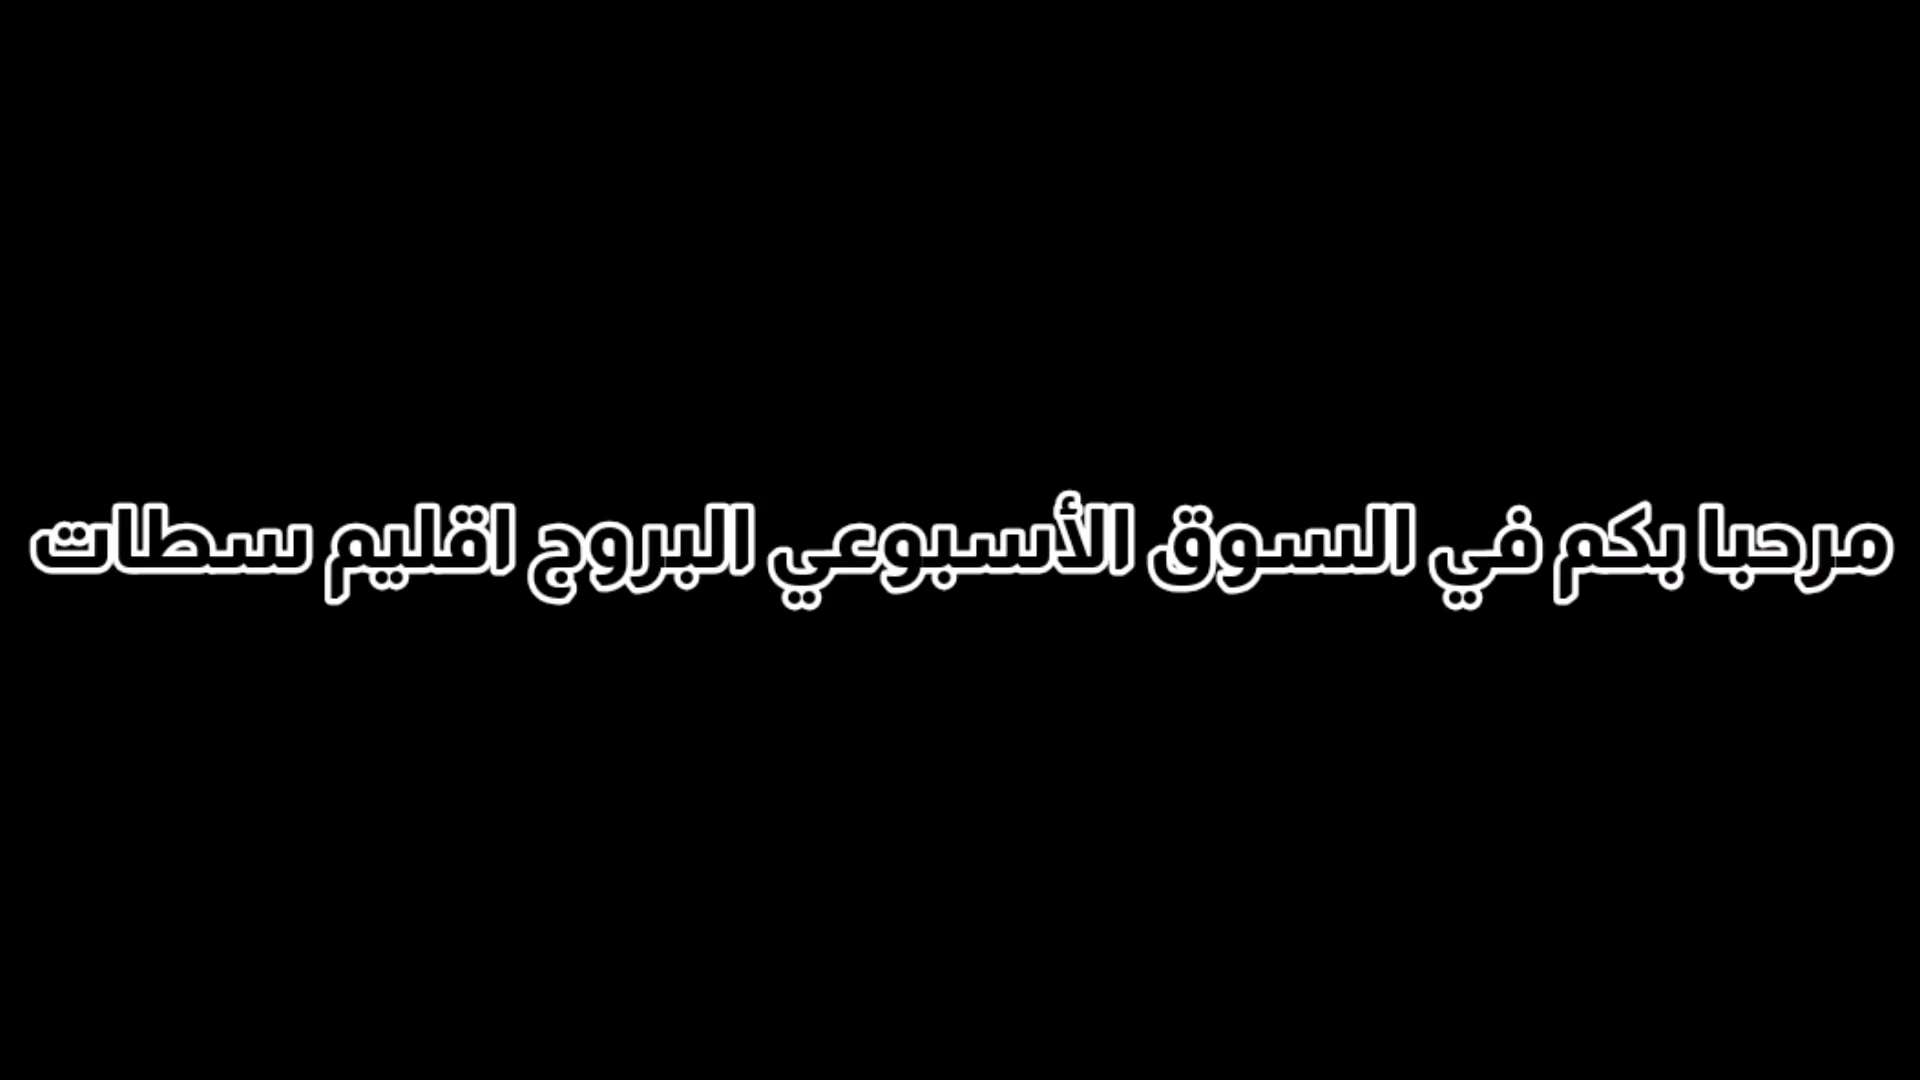 مرحبا بكم في السوق الأسبوعي البروج اقليم سطات